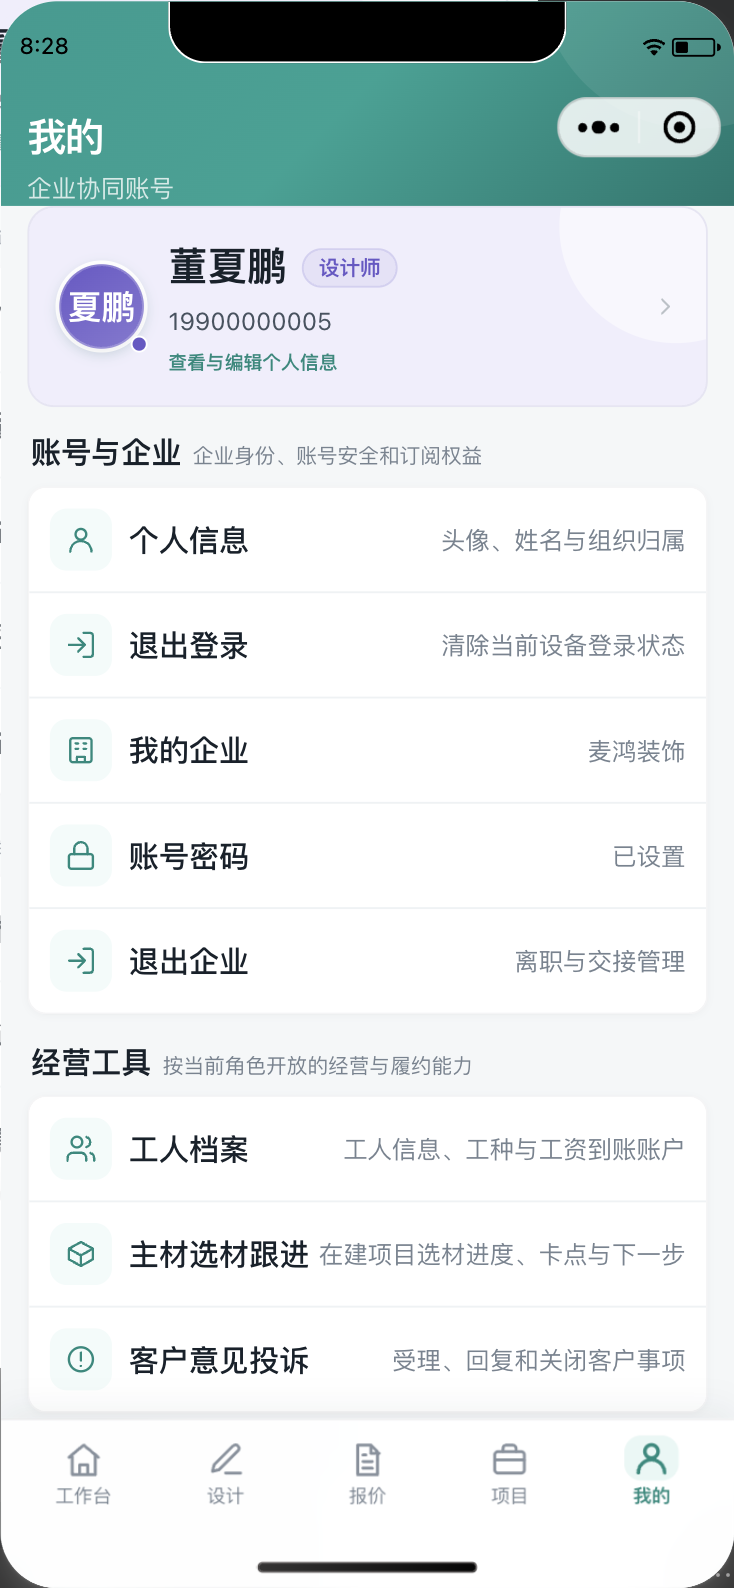 8:28
我的
企业协同账号
夏鹏
董夏鹏 设计师
19900000005
查看与编辑个人信息
账号与企业 企业身份、账号安全和订阅权益
个人信息 头像、姓名与组织归属
退出登录 清除当前设备登录状态
我的企业 麦鸿装饰
账号密码 已设置
退出企业 离职与交接管理
经营工具 按当前角色开放的经营与履约能力
工人档案 工人信息、工种与工资到账账户
主材选材跟进 在建项目选材进度、卡点与下一步
客户意见投诉 受理、回复和关闭客户事项
工作台 设计 报价 项目 我的